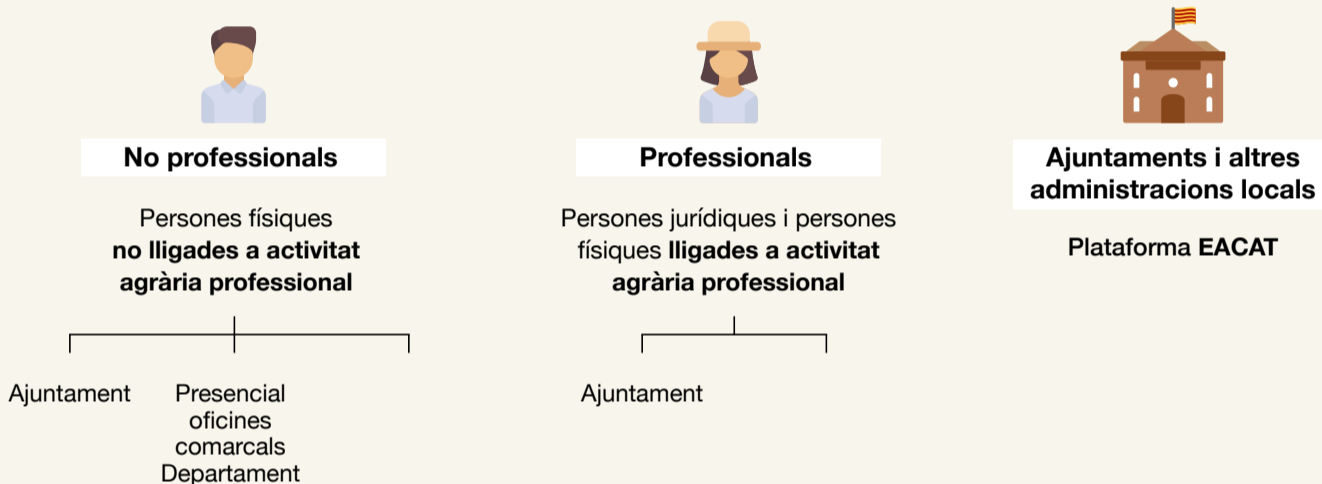 No professionals
Persones físiques
no lligades a activitat
agrària professional
Ajuntament
Presencial
oficines
comarcals
Departament
Professionals
Persones jurídiques i persones
físiques lligades a activitat
agrària professional
Ajuntament
Ajuntaments i altres
administracions locals
Plataforma EACAT